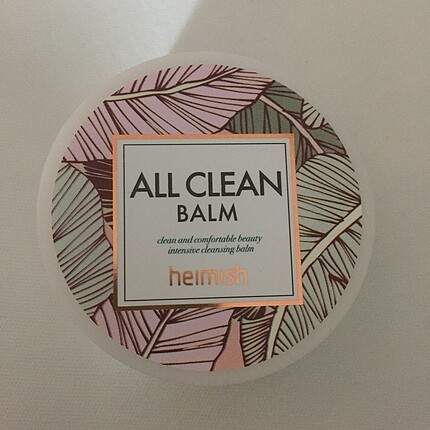 ALL CLEAN
BALM
clean and comfortable beauty
intensive cleansing balm
heimish